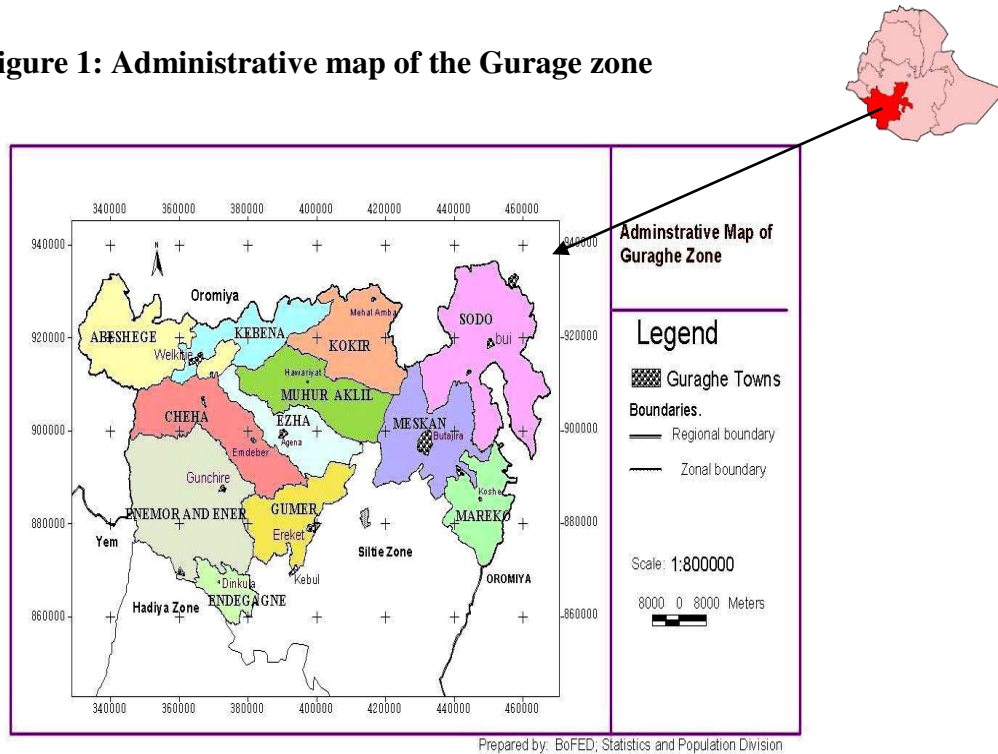 igure 1: Administrative map of the Gurage zone
340000 360000 380000 400000 420000 440000 460000
940000
940000
N
Adminstrative Map of
Guraghe Zone
Oromiya
Mehal Amba
SODO
920000
920000
ABESHEGE
KEBENA
KOKIR
bui
Welkitie
Legend
Guraghe Towns
Hawariyat
MUHUR AKLIL
CHEHA
EZHA
MESKAN
Boundaries.
900000
900000
Agena
Butajira
Regional boundary
Emdeber
Gunchire
Koshe
Zonal boundary
ENEMOR AND ENER
GUMER
MAREKO
880000
880000
Yem
Ereket
Siltie Zone
Scale: 1:800000
Dinkula
Kebul
OROMIYA
ENDEGAGNE
Hadiya Zone
8000 0 8000 Meters
860000
860000
340000 360000 380000 400000 420000 440000 460000
Prepared by: BoFED; Statistics and Population Division